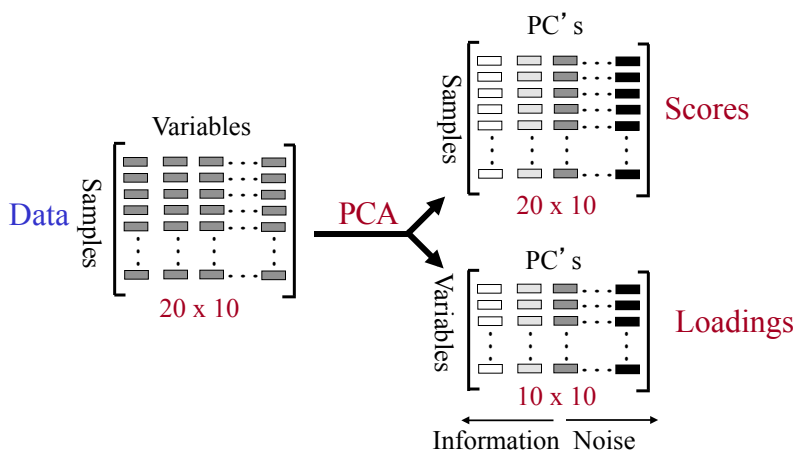 Variables
Samples
Data
20 x 10
PCA
PC’s
Samples
Scores
20 x 10
PC’s
Variables
Loadings
10 x 10
Information
Noise